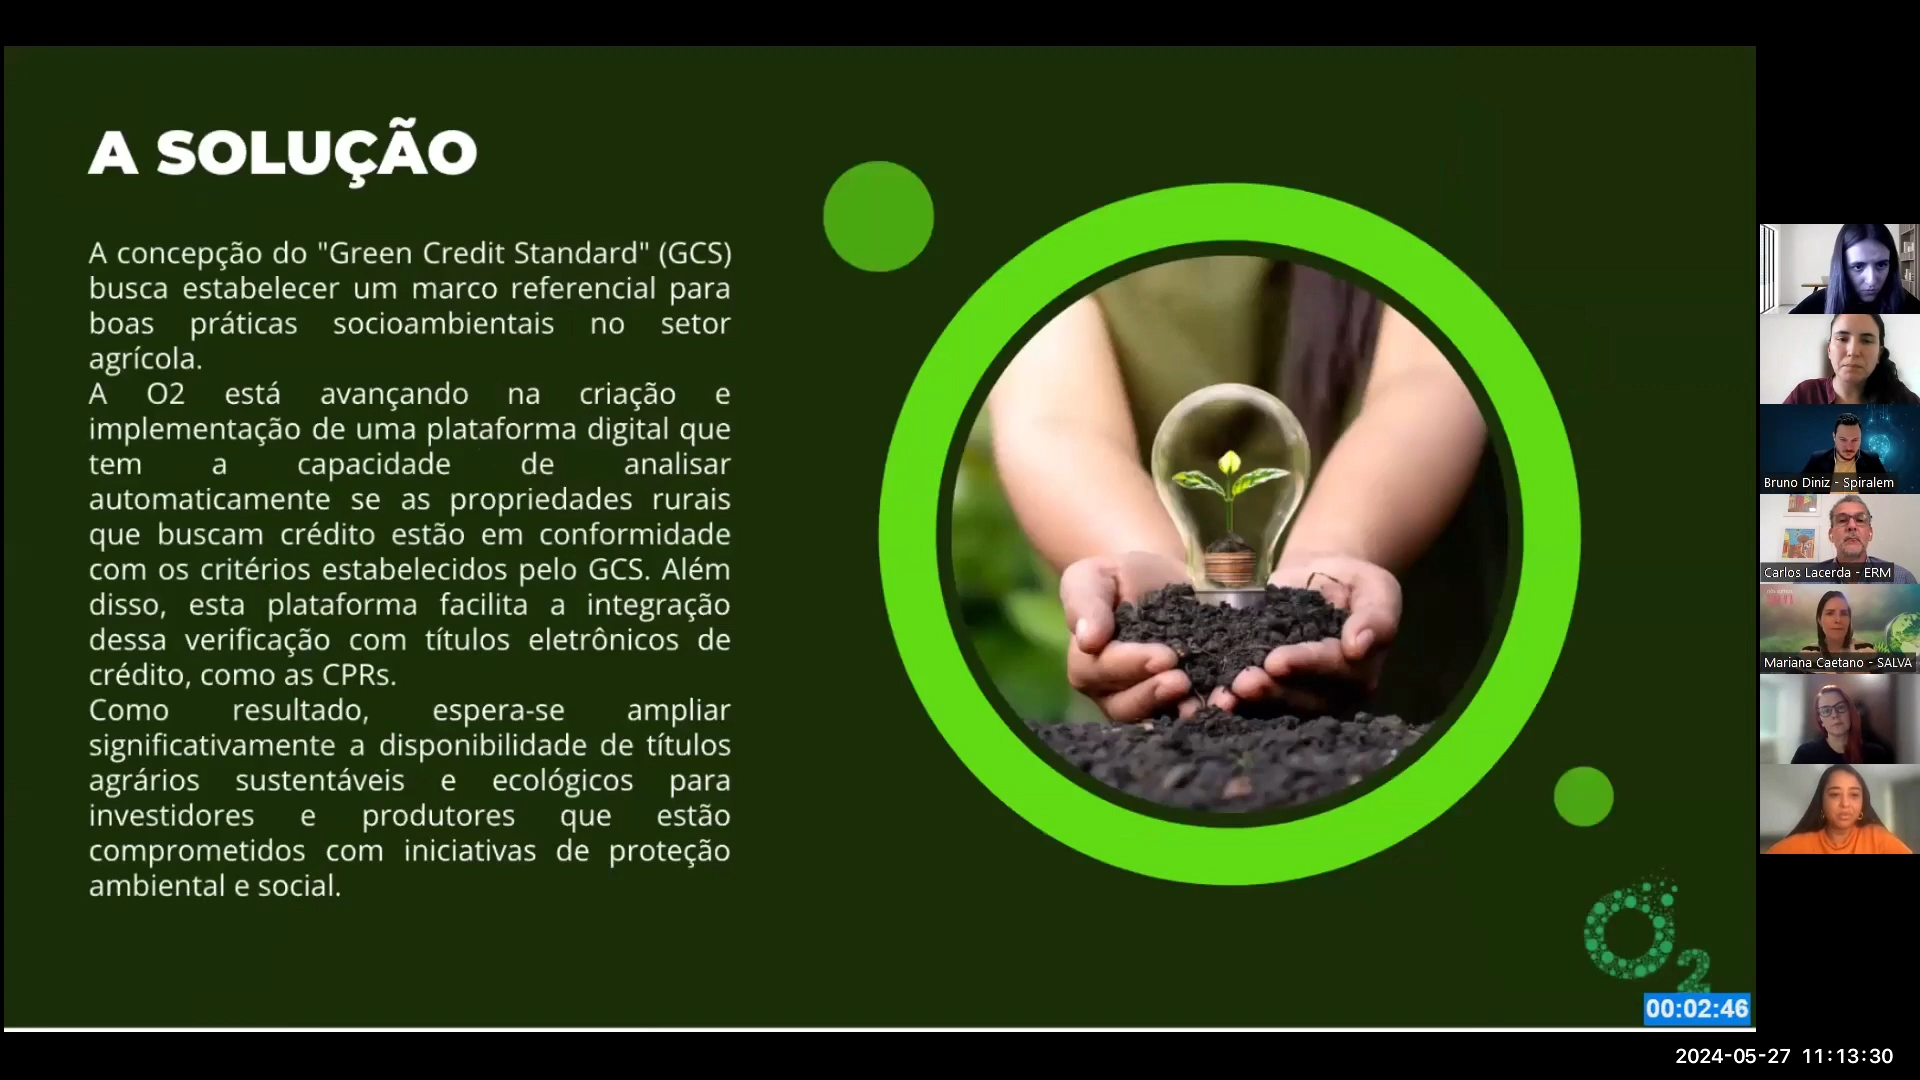 A SOLUÇÃO
A concepção do "Green Credit Standard" (GCS)
busca estabelecer um marco referencial para
boas práticas socioambientais no setor
agrícola.
A O2 está avançando na criação e
implementação de uma plataforma digital que
tem a capacidade de analisar
automaticamente se as propriedades rurais
que buscam crédito estão em conformidade
com os critérios estabelecidos pelo GCS. Além
disso, esta plataforma facilita a integração
dessa verificação com títulos eletrônicos de
crédito, como as CPRs.
Como resultado, espera-se ampliar
significativamente a disponibilidade de títulos
agrários sustentáveis e ecológicos para
investidores e produtores que estão
comprometidos com iniciativas de proteção
ambiental e social.
O2
00:02:46
Bruno Diniz - Spiralem
Carlos Lacerda - ERM
Mariana Caetano - SALVA
2024-05-27 11:13:30